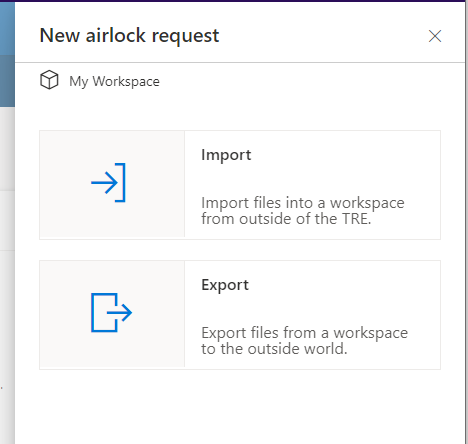 New airlock request
My Workspace
Import
Import files into a workspace
from outside of the TRE.
Export
Export files from a workspace
to the outside world.